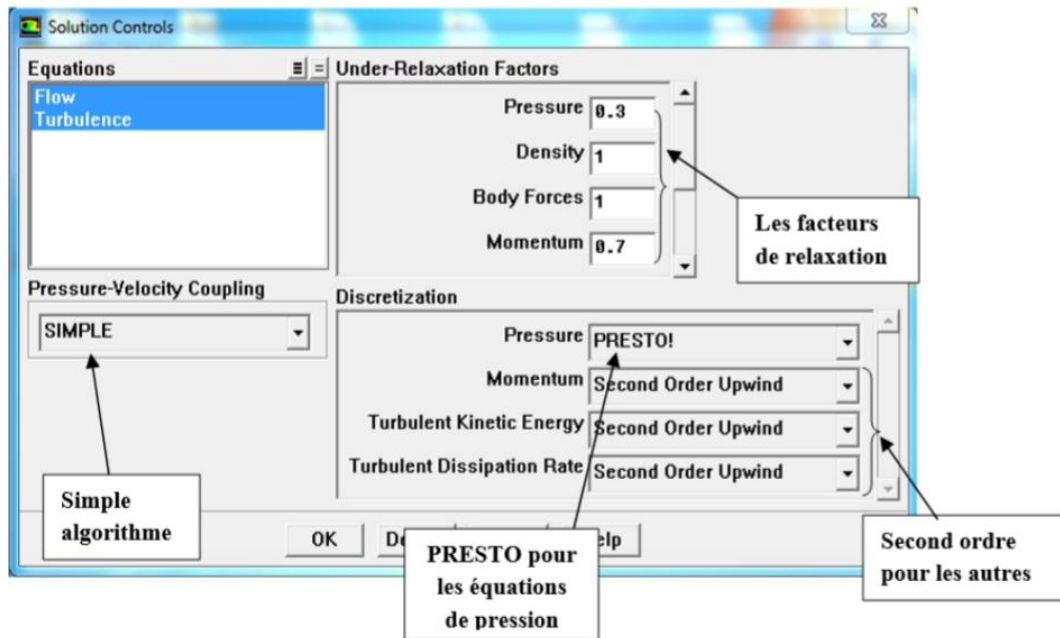 Solution Controls
Equations
Flow
Turbulence
Under-Relaxation Factors
Pressure 0.3
Density 1
Body Forces 1
Momentum 0.7
Les facteurs
de relaxation
Pressure-Velocity Coupling
SIMPLE
Discretization
Pressure PRESTO!
Momentum Second Order Upwind
Turbulent Kinetic Energy Second Order Upwind
Turbulent Dissipation Rate Second Order Upwind
Simple
algorithme
OK
PRESTO pour
les équations
de pression
Second ordre
pour les autres